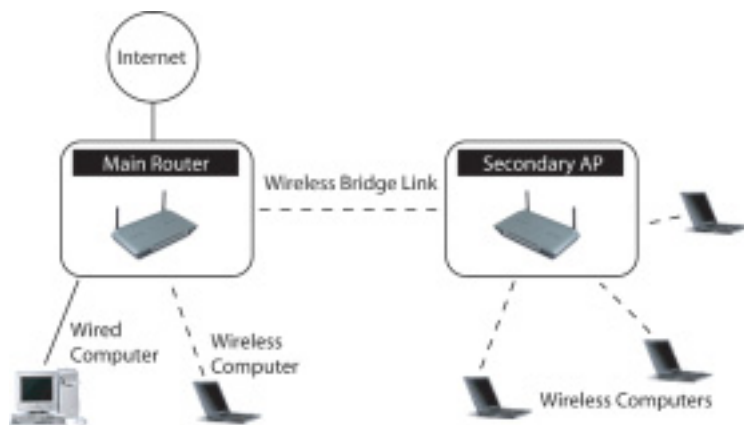 Internet
Main Router
Secondary AP
Wireless Bridge Link
Wired
Computer
Wireless
Computer
Wireless Computers